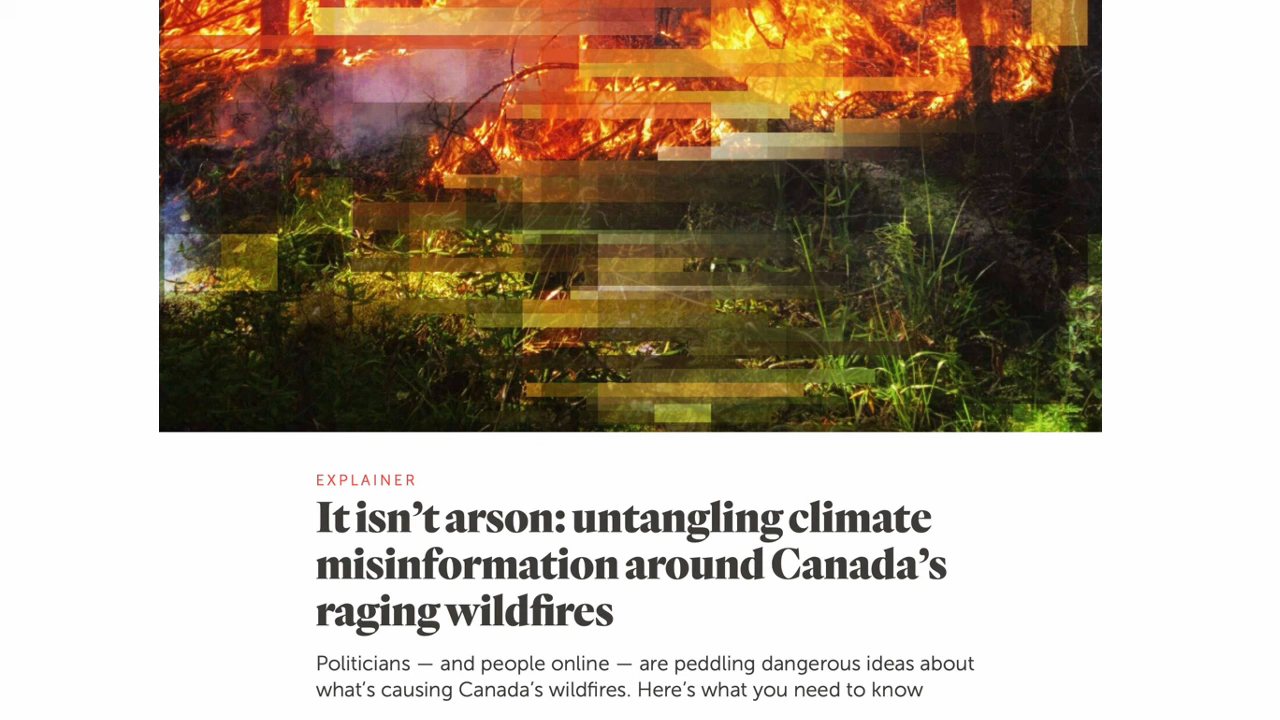 EXPLAINER
It isn’t arson: untangling climate
misinformation around Canada’s
raging wildfires
Politicians — and people online — are peddling dangerous ideas about
what’s causing Canada’s wildfires. Here’s what you need to know